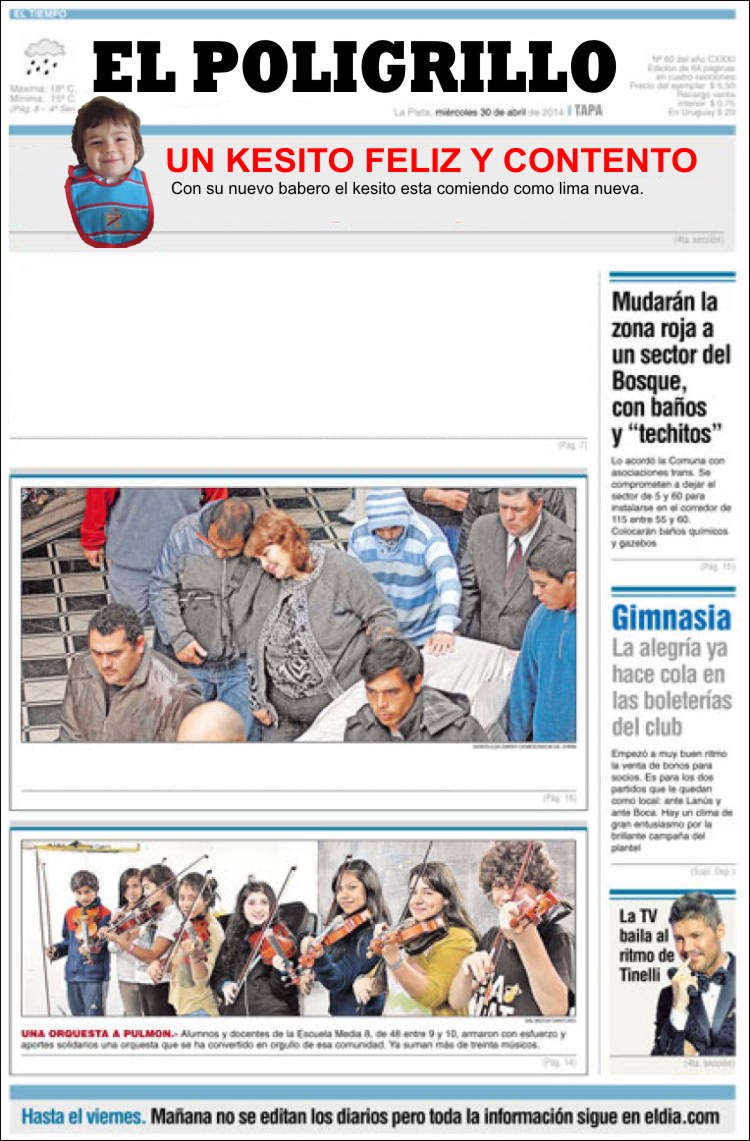 EL TIEMPO
EL POLIGRILLO
Máxima: 18º C.
Mínima: 15º C.
(Pág. 8 - 4ª Sec
Nº 60 del año CXXXI
Edición de 64 páginas
en cuatro secciones
Precio del ejemplar: $ 5,50
Recargo venta
interior: $ 0,75
En Uruguay $ 20
La Plata, miércoles 30 de abril de 2014 | TAPA
UN KESITO FELIZ Y CONTENTO
Con su nuevo babero el kesito esta comiendo como lima nueva.
(4ta. sección)
(Pág. 7)
Mudarán la
zona roja a
un sector del
Bosque,
con baños
y “techitos”
Lo acordó la Comuna con
asociaciones trans. Se
comprometen a dejar el
sector de 5 y 60 para
instalarse en el corredor de
115 entre 55 y 60.
Colocarán baños químicos
y gazebos
(Pág. 15)
Gimnasia
La alegría ya
hace cola en
las boleterías
del club
Empezó a muy buen ritmo
la venta de bonos para
socios. Es para los dos
partidos que le quedan
como local: ante Lanús y
ante Boca. Hay un clima de
gran entusiasmo por la
brillante campaña del
plantel
(Supl. Dep.)
(Pág. 16)
La TV
baila al
ritmo de
Tinelli
(4ta. sección)
UNA ORQUESTA A PULMON.- Alumnos y docentes de la Escuela Media 8, de 48 entre 9 y 10, armaron con esfuerzo y
aportes solidarios una orquesta que se ha convertido en orgullo de esa comunidad. Ya suman más de treinta músicos.
(Pág. 14)
Hasta el viernes. Mañana no se editan los diarios pero toda la información sigue en eldia.com